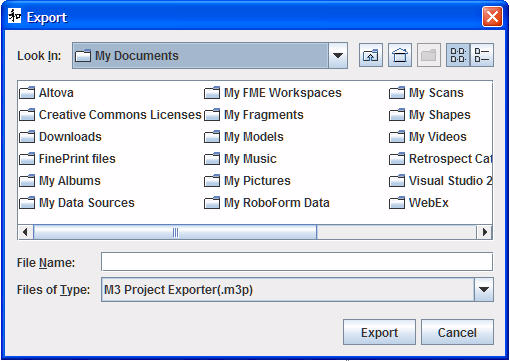 和 Export
Look In: My Documents
Altova My FME Workspaces My Scans
Creative Commons Licenses My Fragments My Shapes
Downloads My Models My Videos
FinePrint files My Music Retrospect Cat
My Albums My Pictures Visual Studio 2
My Data Sources My RoboForm Data WebEx
File Name:
Files of Type: M3 Project Exporter(.m3p)
Export Cancel